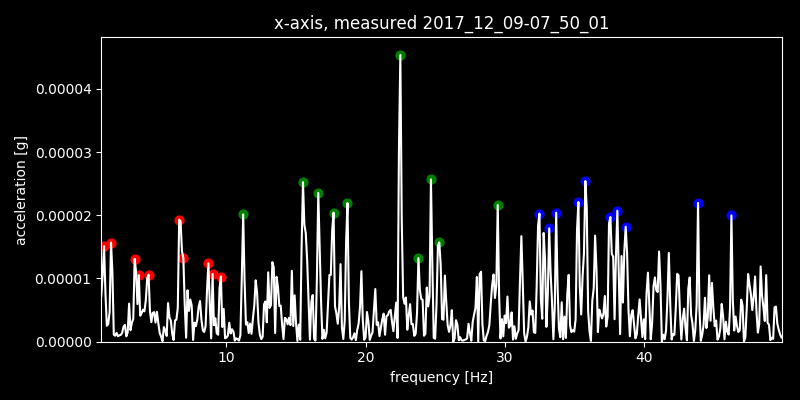 x-axis, measured 2017_12_09-07_50_01
acceleration [g]
0.00004
0.00003
0.00002
0.00001
0.00000
10 20 30 40
frequency [Hz]